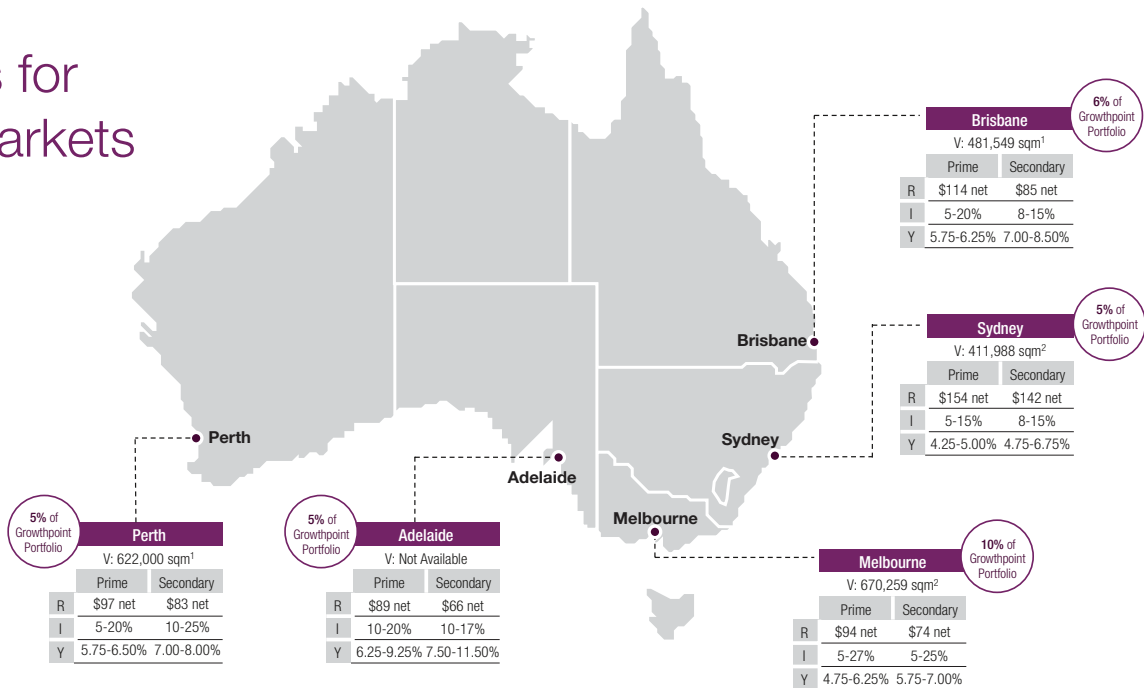 s for
arkets
6% of
Growthpoint
Portfolio
Brisbane
V: 481,549 sqm¹
Prime Secondary
R $114 net $85 net
I 5-20% 8-15%
Y 5.75-6.25% 7.00-8.50%
5% of
Growthpoint
Portfolio
Sydney
V: 411,988 sqm²
Prime Secondary
R $154 net $142 net
I 5-15% 8-15%
Y 4.25-5.00% 4.75-6.75%
Brisbane
Perth
Sydney
Adelaide
Melbourne
5% of
Growthpoint
Portfolio
Perth
V: 622,000 sqm¹
Prime Secondary
R $97 net $83 net
I 5-20% 10-25%
Y 5.75-6.50% 7.00-8.00%
5% of
Growthpoint
Portfolio
Adelaide
V: Not Available
Prime Secondary
R $89 net $66 net
I 10-20% 10-17%
Y 6.25-9.25% 7.50-11.50%
10% of
Growthpoint
Portfolio
Melbourne
V: 670,259 sqm²
Prime Secondary
R $94 net $74 net
I 5-27% 5-25%
Y 4.75-6.25% 5.75-7.00%